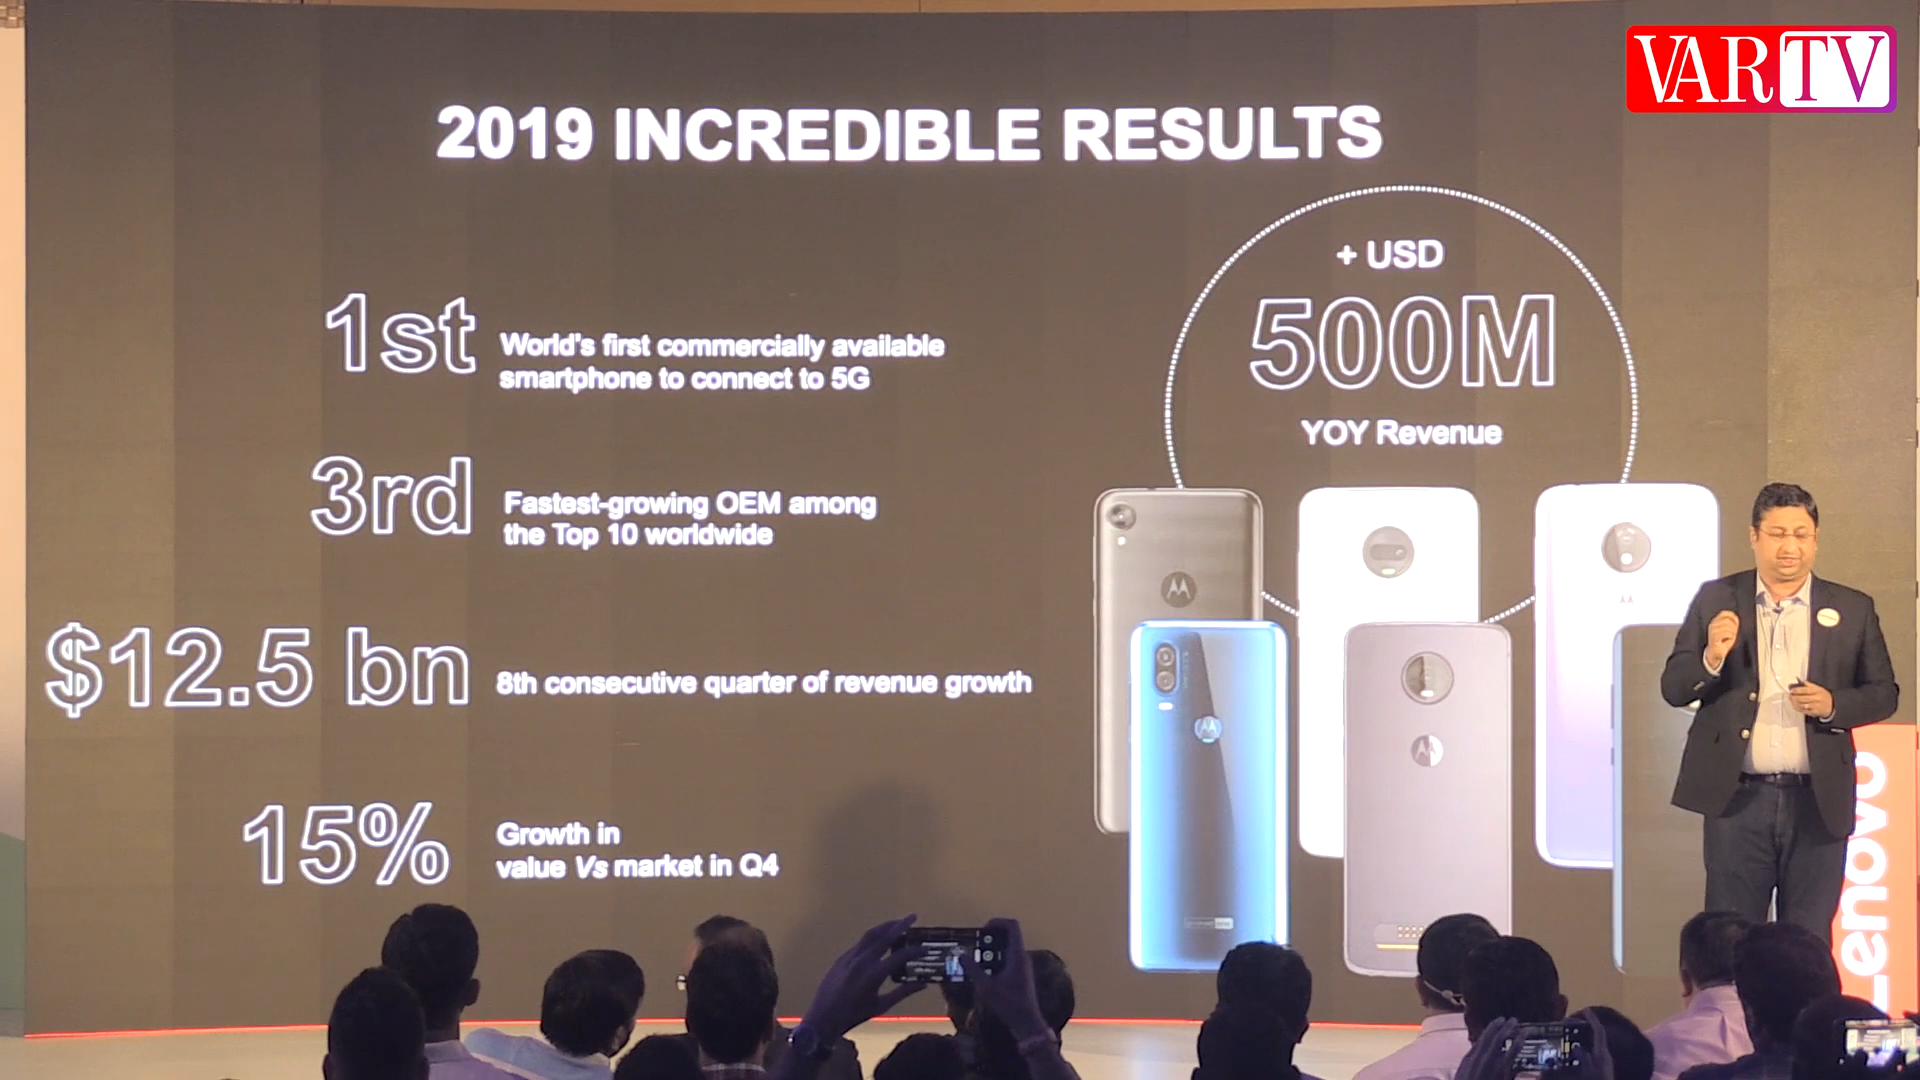 VARTV
2019 INCREDIBLE RESULTS
1st
World's first commercially available
smartphone to connect to 5G
3rd
Fastest-growing OEM among
the Top 10 worldwide
$12.5 bn
8th consecutive quarter of revenue growth
15%
Growth in
value Vs market in Q4
+ USD
500M
YOY Revenue
Lenovo